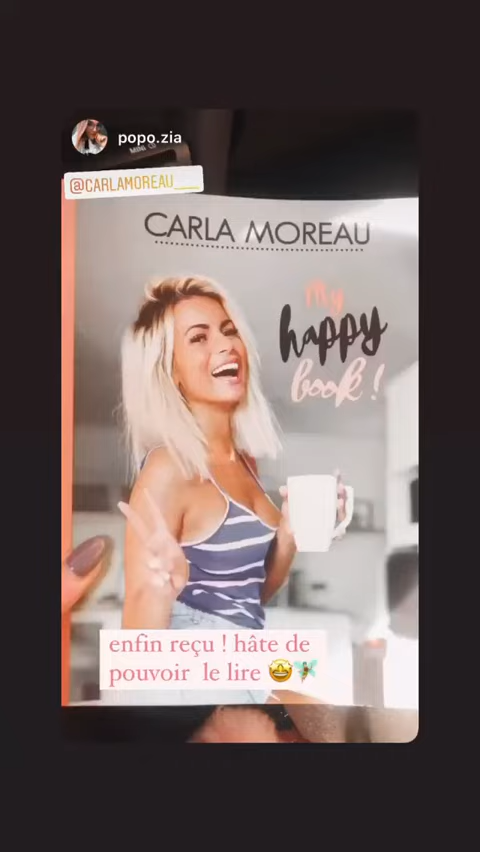 popo.zia
@CARLAMOREAU___
CARLA MOREAU
My
happy
book!
enfin reçu ! hâte de
pouvoir le lire 🤩🧚